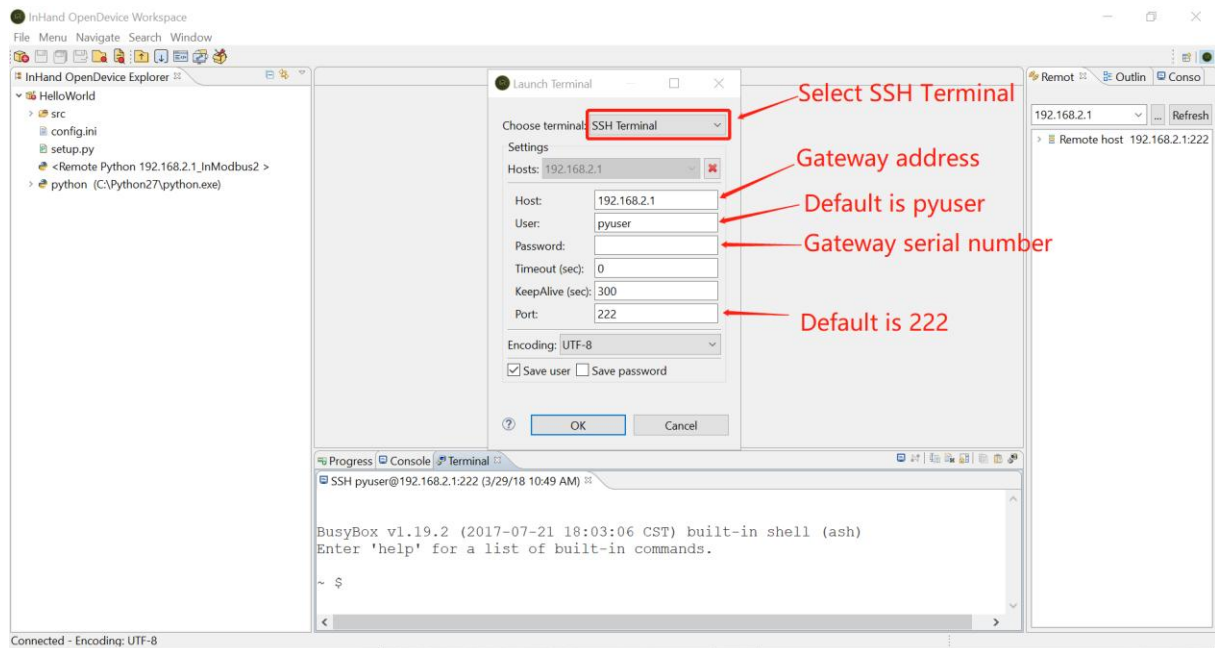 InHand OpenDevice Workspace
File Menu Navigate Search Window
InHand OpenDevice Explorer
HelloWorld
src
config.ini
setup.py
<Remote Python 192.168.2.1_InModbus2 >
python (C:\Python27\python.exe)
Launch Terminal
Choose terminal: SSH Terminal
Settings
Hosts: 192.168.2.1
Host: 192.168.2.1
User: pyuser
Password:
Timeout (sec): 0
KeepAlive (sec): 300
Port: 222
Encoding: UTF-8
Save user Save password
OK Cancel
Select SSH Terminal
Gateway address
Default is pyuser
Gateway serial number
Default is 222
Remot Outlin Conso
192.168.2.1 ... Refresh
Remote host 192.168.2.1:222
Progress Console Terminal
SSH pyuser@192.168.2.1:222 (3/29/18 10:49 AM)
BusyBox v1.19.2 (2017-07-21 18:03:06 CST) built-in shell (ash)
Enter 'help' for a list of built-in commands.
~ $
Connected - Encoding: UTF-8